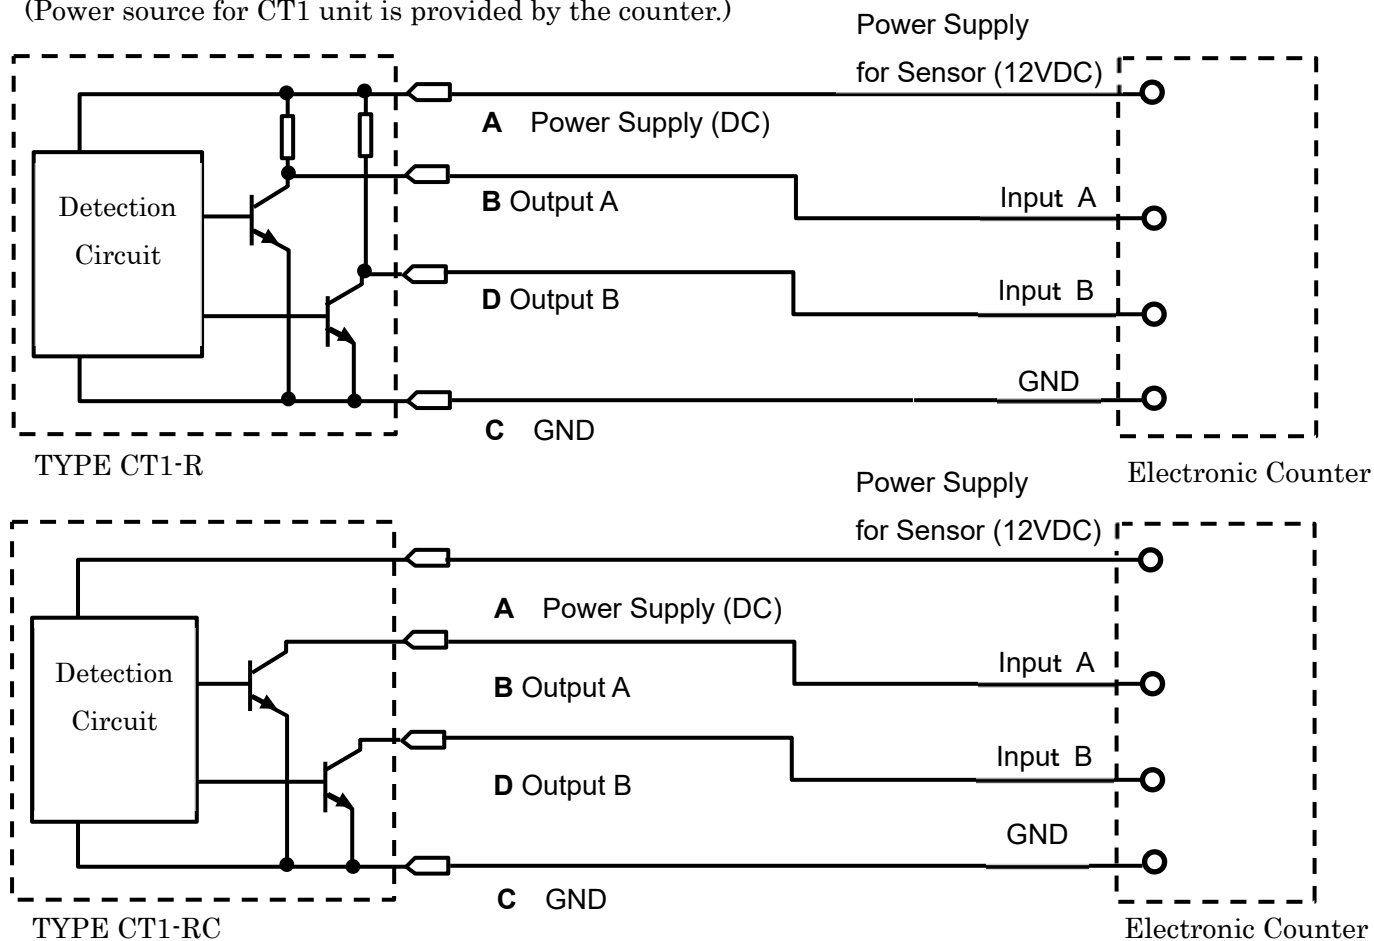 (Power source for CT1 unit is provided by the counter.)
Power Supply
for Sensor (12VDC)
A Power Supply (DC)
Detection
Circuit
B Output A
Input A
D Output B
Input B
GND
C GND
TYPE CT1-R
Electronic Counter
Power Supply
for Sensor (12VDC)
A Power Supply (DC)
Detection
Circuit
B Output A
Input A
D Output B
Input B
GND
C GND
TYPE CT1-RC
Electronic Counter